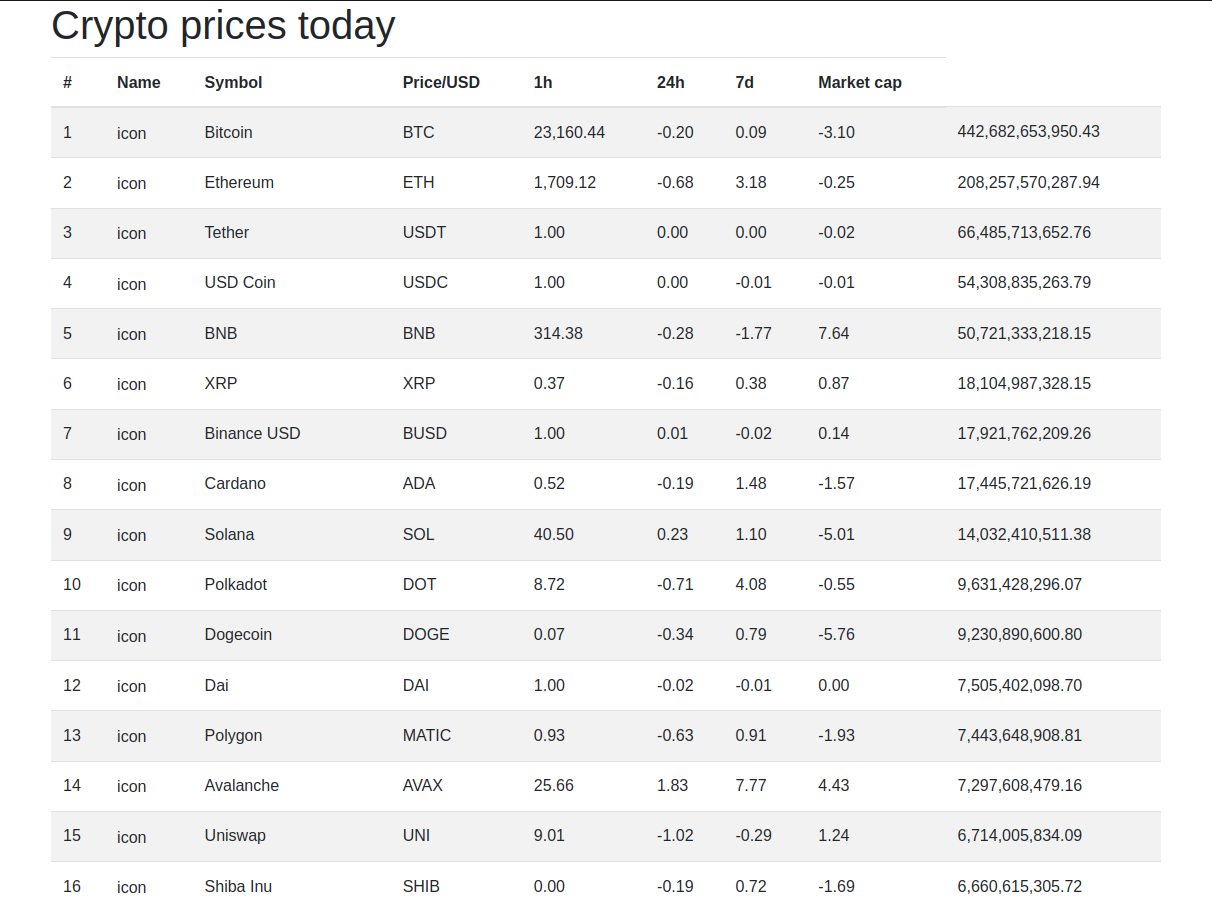 Crypto prices today
# Name Symbol Price/USD 1h 24h 7d Market cap
1 icon Bitcoin BTC 23,160.44 -0.20 0.09 -3.10 442,682,653,950.43
2 icon Ethereum ETH 1,709.12 -0.68 3.18 -0.25 208,257,570,287.94
3 icon Tether USDT 1.00 0.00 0.00 -0.02 66,485,713,652.76
4 icon USD Coin USDC 1.00 0.00 -0.01 -0.01 54,308,835,263.79
5 icon BNB BNB 314.38 -0.28 -1.77 7.64 50,721,333,218.15
6 icon XRP XRP 0.37 -0.16 0.38 0.87 18,104,987,328.15
7 icon Binance USD BUSD 1.00 0.01 -0.02 0.14 17,921,762,209.26
8 icon Cardano ADA 0.52 -0.19 1.48 -1.57 17,445,721,626.19
9 icon Solana SOL 40.50 0.23 1.10 -5.01 14,032,410,511.38
10 icon Polkadot DOT 8.72 -0.71 4.08 -0.55 9,631,428,296.07
11 icon Dogecoin DOGE 0.07 -0.34 0.79 -5.76 9,230,890,600.80
12 icon Dai DAI 1.00 -0.02 -0.01 0.00 7,505,402,098.70
13 icon Polygon MATIC 0.93 -0.63 0.91 -1.93 7,443,648,908.81
14 icon Avalanche AVAX 25.66 1.83 7.77 4.43 7,297,608,479.16
15 icon Uniswap UNI 9.01 -1.02 -0.29 1.24 6,714,005,834.09
16 icon Shiba Inu SHIB 0.00 -0.19 0.72 -1.69 6,660,615,305.72